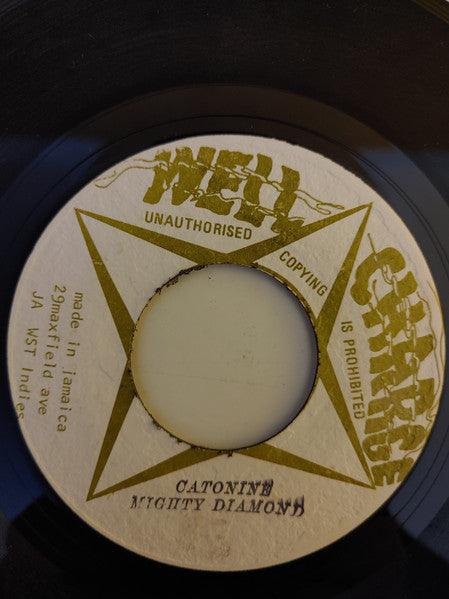 WELL
CHARGE
UNAUTHORISED COPYING IS PROHIBITED
made in jamaica
29maxfield ave
JA WST Indies
CATONINE
MIGHTY DIAMOND